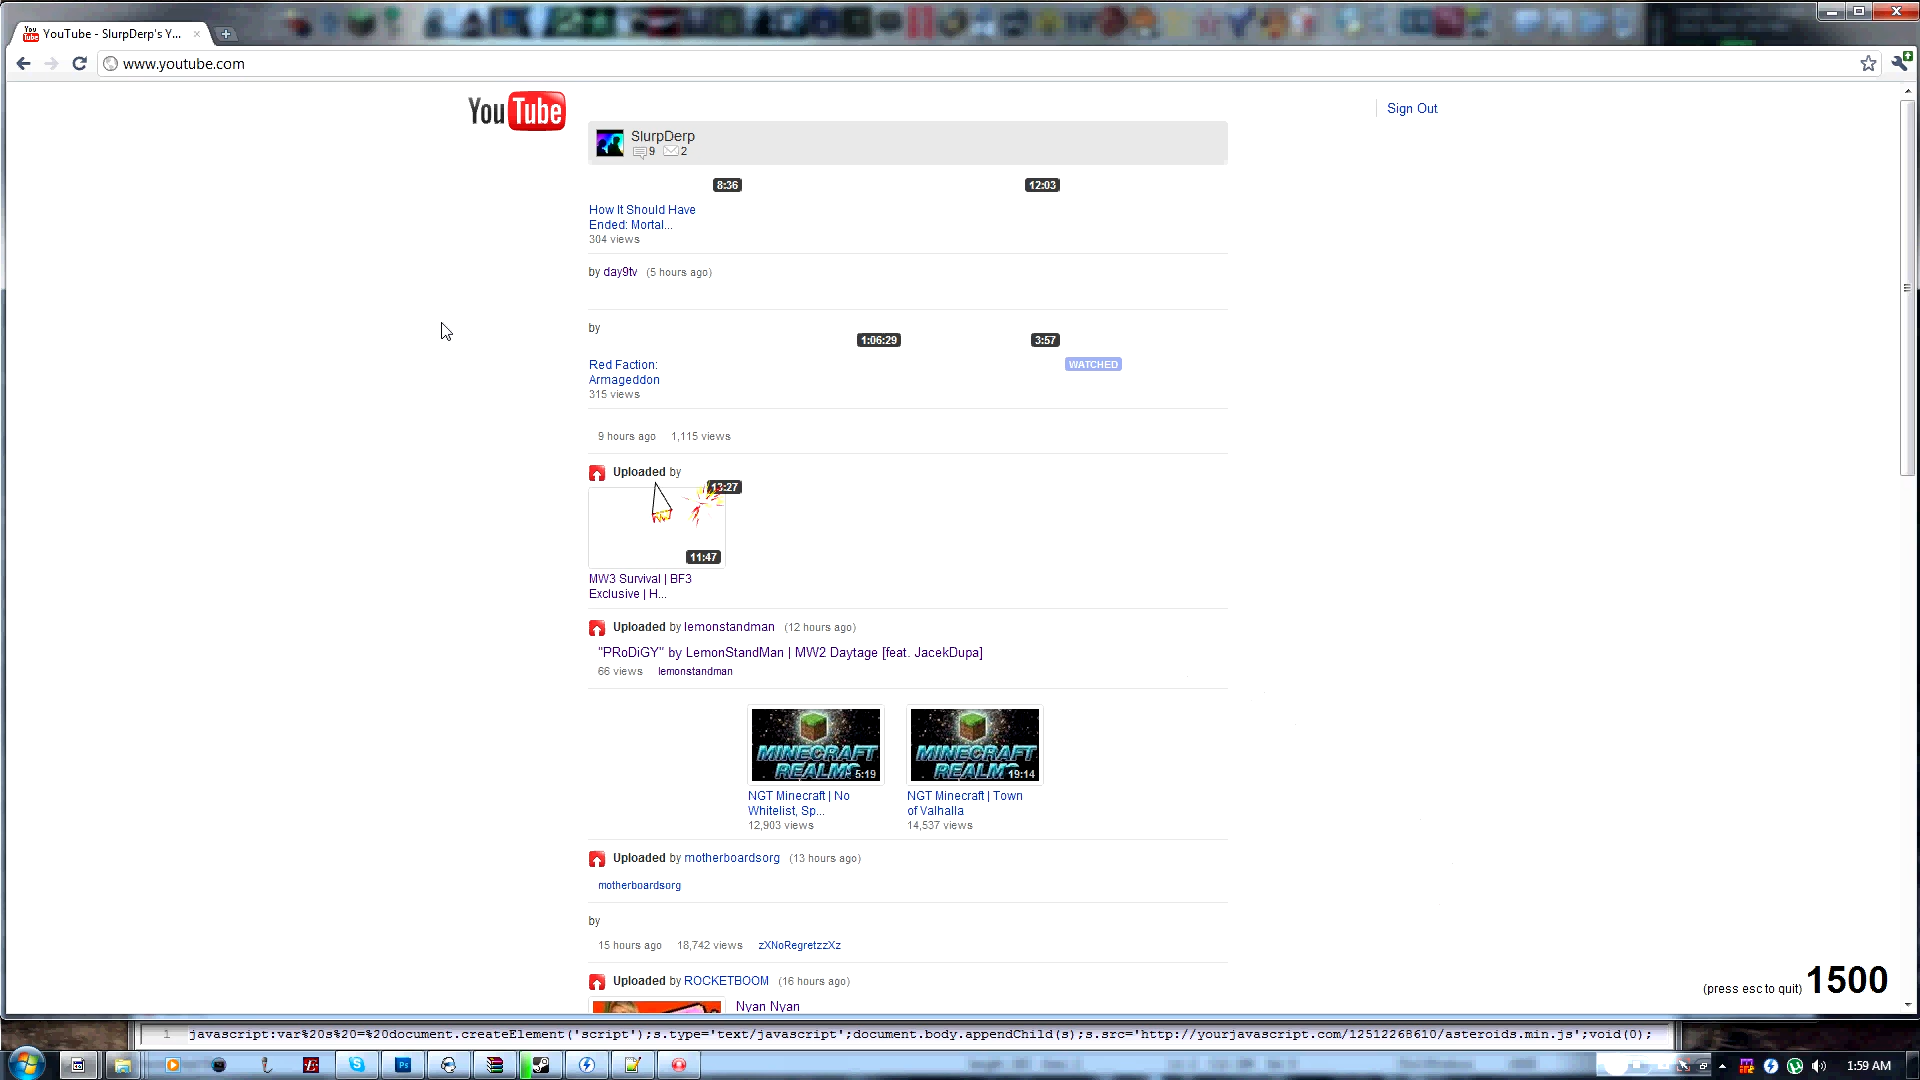 YouTube - SlurpDerp's Y...
www.youtube.com
YouTube
Sign Out
SlurpDerp
9 2
8:36 12:03
How It Should Have
Ended: Mortal...
304 views
by day9tv (5 hours ago)
by
1:06:29 3:57
Red Faction:
Armageddon
315 views
WATCHED
9 hours ago 1,115 views
Uploaded by
13:27
11:47
MW3 Survival | BF3
Exclusive | H...
Uploaded by lemonstandman (12 hours ago)
"PRoDiGY" by LemonStandMan | MW2 Daytage [feat. JacekDupa]
66 views lemonstandman
MINECRAFT
REALMS 5:19
MINECRAFT
REALMS 19:14
NGT Minecraft | No
Whitelist, Sp...
12,903 views
NGT Minecraft | Town
of Valhalla
14,537 views
Uploaded by motherboardsorg (13 hours ago)
motherboardsorg
by
15 hours ago 18,742 views zXNoRegretzzXz
Uploaded by ROCKETBOOM (16 hours ago)
Nyan Nyan
(press esc to quit) 1500
1 javascript:var%20s%20=%20document.createElement('script');s.type='text/javascript';document.body.appendChild(s);s.src='http://yourjavascript.com/12512268610/asteroids.min.js';void(0);
1:59 AM